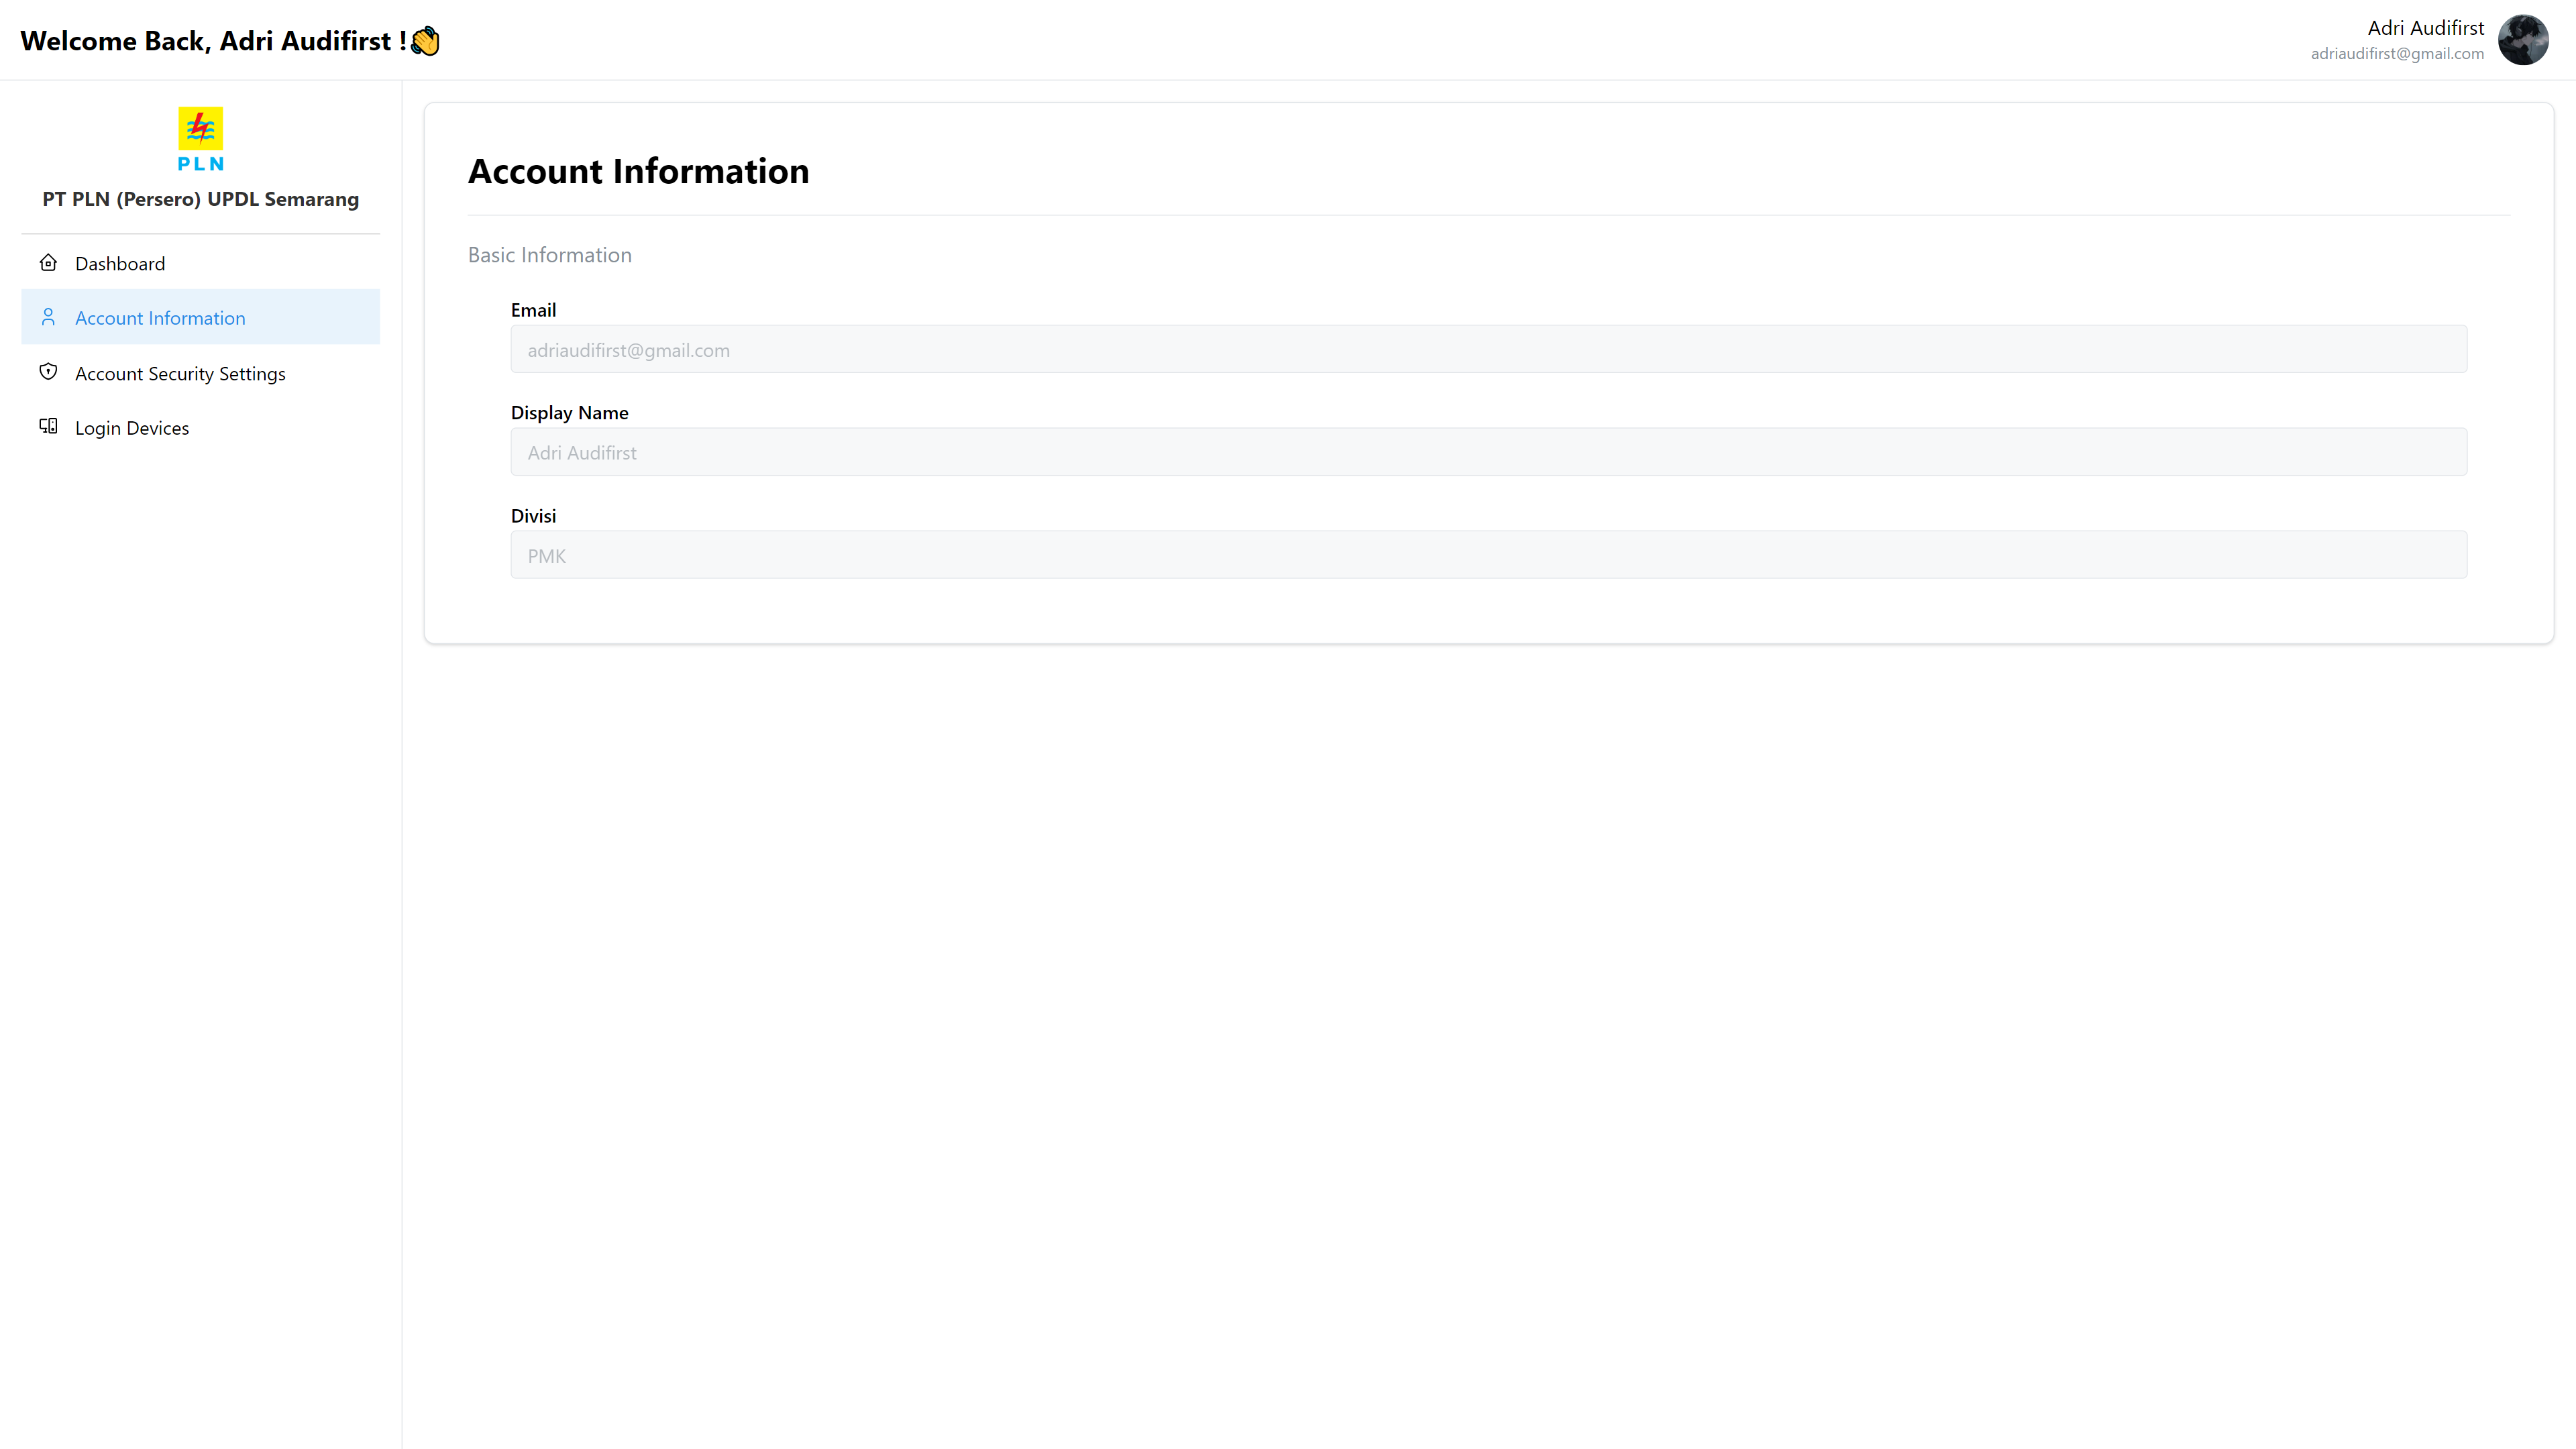 Welcome Back, Adri Audifirst !👋
Adri Audifirst
adriaudifirst@gmail.com
PLN
PT PLN (Persero) UPDL Semarang
Dashboard
Account Information
Account Security Settings
Login Devices
Account Information
Basic Information
Email
adriaudifirst@gmail.com
Display Name
Adri Audifirst
Divisi
PMK